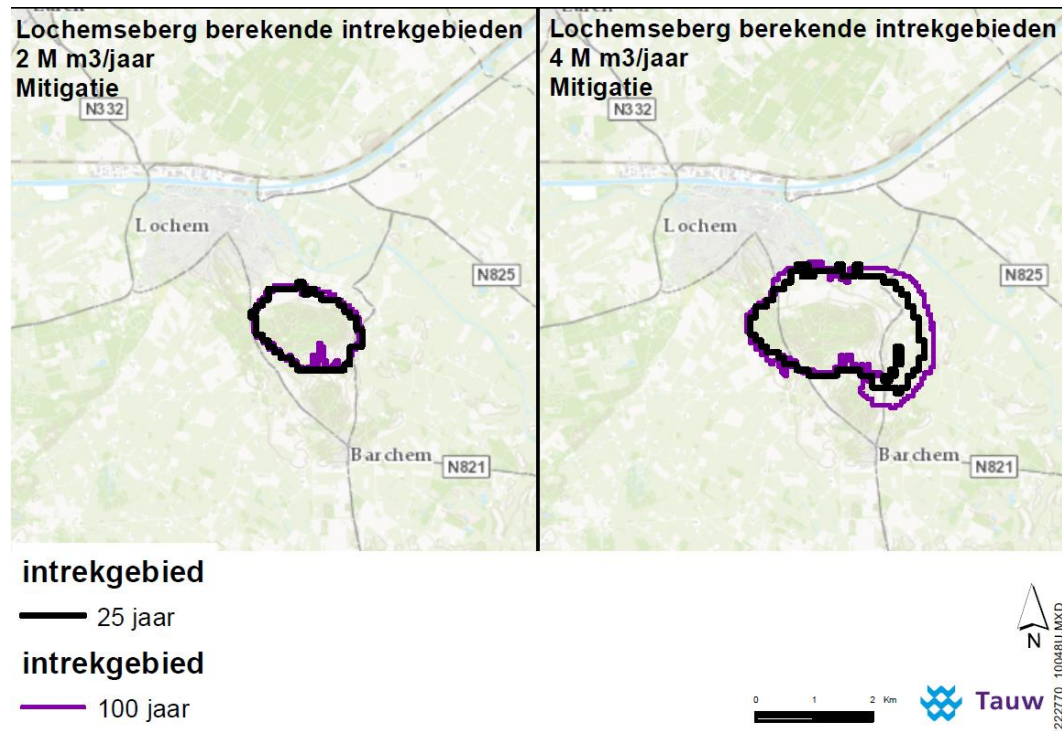 Lochemseberg berekende intrekgebieden
2 M m3/jaar
Mitigatie
N332
Lochem
N825
Barchem
N821
Lochemseberg berekende intrekgebieden
4 M m3/jaar
Mitigatie
N332
Lochem
N825
Barchem
N821
intrekgebied
25 jaar
intrekgebied
100 jaar
0 1 2 Km
Tauw
N